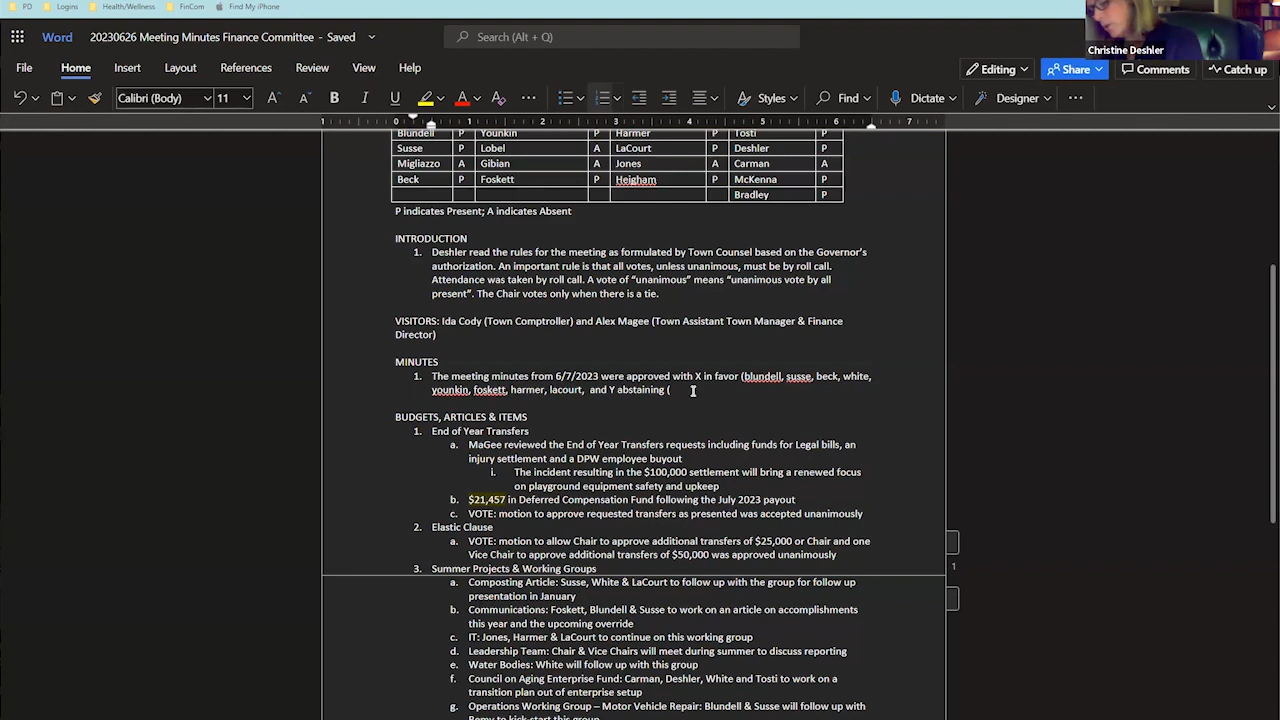 PD Logins Health/Wellness FinCom Find My iPhone
Word 20230626 Meeting Minutes Finance Committee - Saved Search (Alt + Q)
Christine Deshler
File Home Insert Layout References Review View Help Editing Share Comments Catch up
Calibri (Body) 11 A A B I U A A Styles Find Dictate Designer
1 0 1 2 3 4 5 6 7
Blundell P Younkin P Harmer P Tosti P
Susse P Lobel A LaCourt P Deshler P
Migliazzo A Gibian A Jones A Carman A
Beck P Foskett P Heigham P McKenna P
Bradley P
P indicates Present; A indicates Absent
INTRODUCTION
1. Deshler read the rules for the meeting as formulated by Town Counsel based on the Governor's
authorization. An important rule is that all votes, unless unanimous, must be by roll call.
Attendance was taken by roll call. A vote of “unanimous” means “unanimous vote by all
present”. The Chair votes only when there is a tie.
VISITORS: Ida Cody (Town Comptroller) and Alex Magee (Town Assistant Town Manager & Finance
Director)
MINUTES
1. The meeting minutes from 6/7/2023 were approved with X in favor (blundell, susse, beck, white,
younkin, foskett, harmer, lacourt, and Y abstaining (
BUDGETS, ARTICLES & ITEMS
1. End of Year Transfers
a. MaGee reviewed the End of Year Transfers requests including funds for Legal bills, an
injury settlement and a DPW employee buyout
i. The incident resulting in the $100,000 settlement will bring a renewed focus
on playground equipment safety and upkeep
b. $21,457 in Deferred Compensation Fund following the July 2023 payout
c. VOTE: motion to approve requested transfers as presented was accepted unanimously
2. Elastic Clause
a. VOTE: motion to allow Chair to approve additional transfers of $25,000 or Chair and one
Vice Chair to approve additional transfers of $50,000 was approved unanimously
3. Summer Projects & Working Groups
1
a. Composting Article: Susse, White & LaCourt to follow up with the group for follow up
presentation in January
b. Communications: Foskett, Blundell & Susse to work on an article on accomplishments
this year and the upcoming override
c. IT: Jones, Harmer & LaCourt to continue on this working group
d. Leadership Team: Chair & Vice Chairs will meet during summer to discuss reporting
e. Water Bodies: White will follow up with this group
f. Council on Aging Enterprise Fund: Carman, Deshler, White and Tosti to work on a
transition plan out of enterprise setup
g. Operations Working Group – Motor Vehicle Repair: Blundell & Susse will follow up with
Remy to kick-start this group